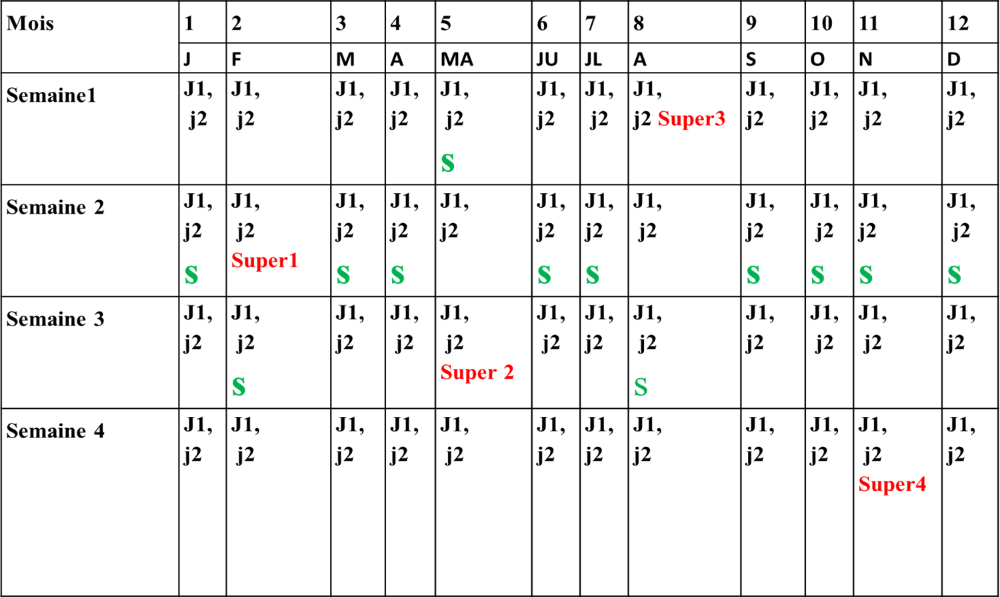 Mois 1 2 3 4 5 6 7 8 9 10 11 12
J F M A MA JU JL A S O N D
Semaine1 J1, J1, J1, J1, J1, J1, J1, J1, J1, J1, J1, J1,
j2 j2 j2 j2 j2 j2 j2 j2 Super3 j2 j2 j2 j2
S
Semaine 2 J1, J1, J1, J1, J1, J1, J1, J1, J1, J1, J1, J1,
j2 j2 j2 j2 j2 j2 j2 j2 j2 j2 j2 j2
Super1
S S S S S S S S S
Semaine 3 J1, J1, J1, J1, J1, J1, J1, J1, J1, J1, J1, J1,
j2 j2 j2 j2 j2 j2 j2 j2 j2 j2 j2 j2
Super 2
S S
Semaine 4 J1, J1, J1, J1, J1, J1, J1, J1, J1, J1, J1, J1,
j2 j2 j2 j2 j2 j2 j2 j2 j2 j2 j2 j2
Super4